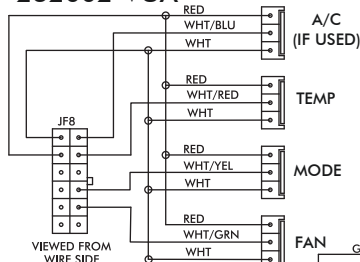 RED
WHT/BLU
WHT
A/C
(IF USED)
RED
WHT/RED
WHT
TEMP
JF8
RED
WHT/YEL
WHT
MODE
RED
WHT/GRN
WHT
FAN
VIEWED FROM
WIRE SIDE
G